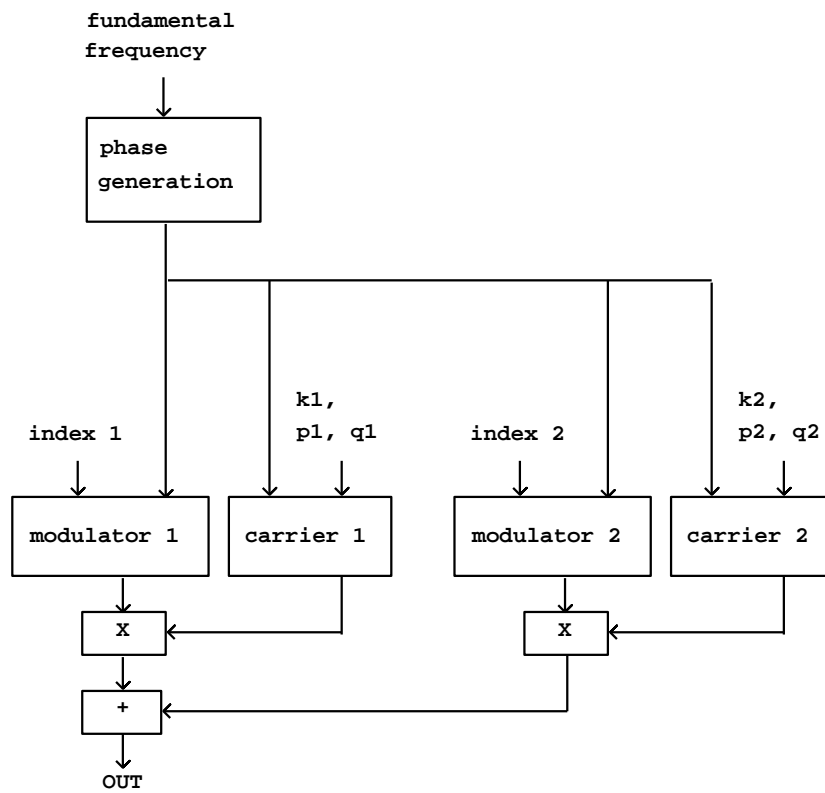 fundamental
frequency
phase
generation
k1,
p1, q1
k2,
p2, q2
index 1
index 2
modulator 1
carrier 1
modulator 2
carrier 2
X
X
+
OUT